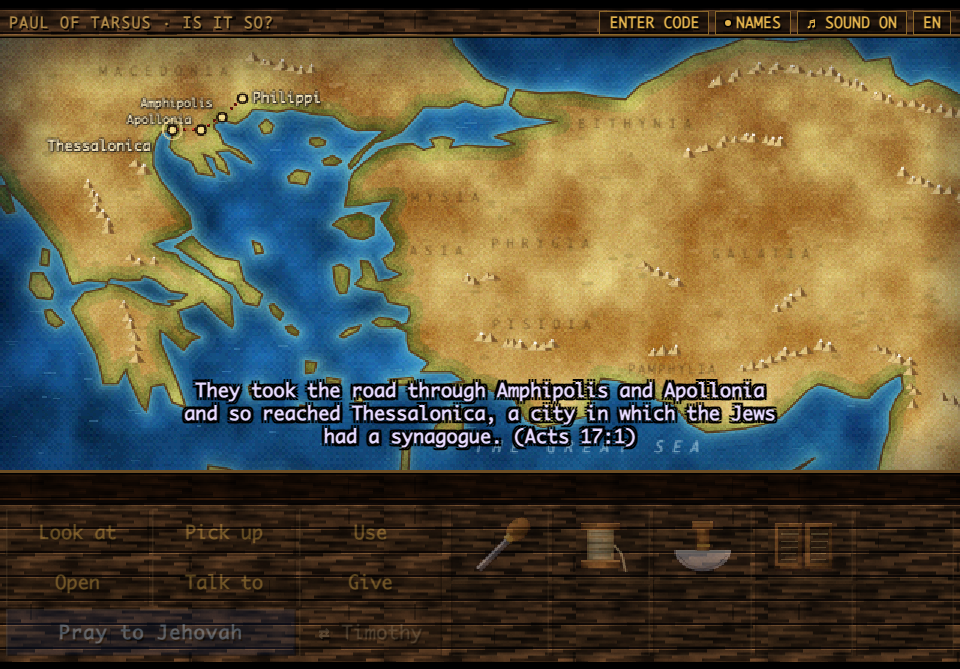 PAUL OF TARSUS · IS IT SO?
ENTER CODE
NAMES
♬ SOUND ON
EN
MACEDONIA
Amphipolis
Philippi
Apollonia
Thessalonica
BITHYNIA
MYSIA
ASIA
PHRYGIA
GALATIA
PISIDIA
PAMPHYLIA
They took the road through Amphipolis and Apollonia
and so reached Thessalonica, a city in which the Jews
had a synagogue. (Acts 17:1)
THE GREAT SEA
Look at
Pick up
Use
Open
Talk to
Give
Pray to Jehovah
⇄ Timothy